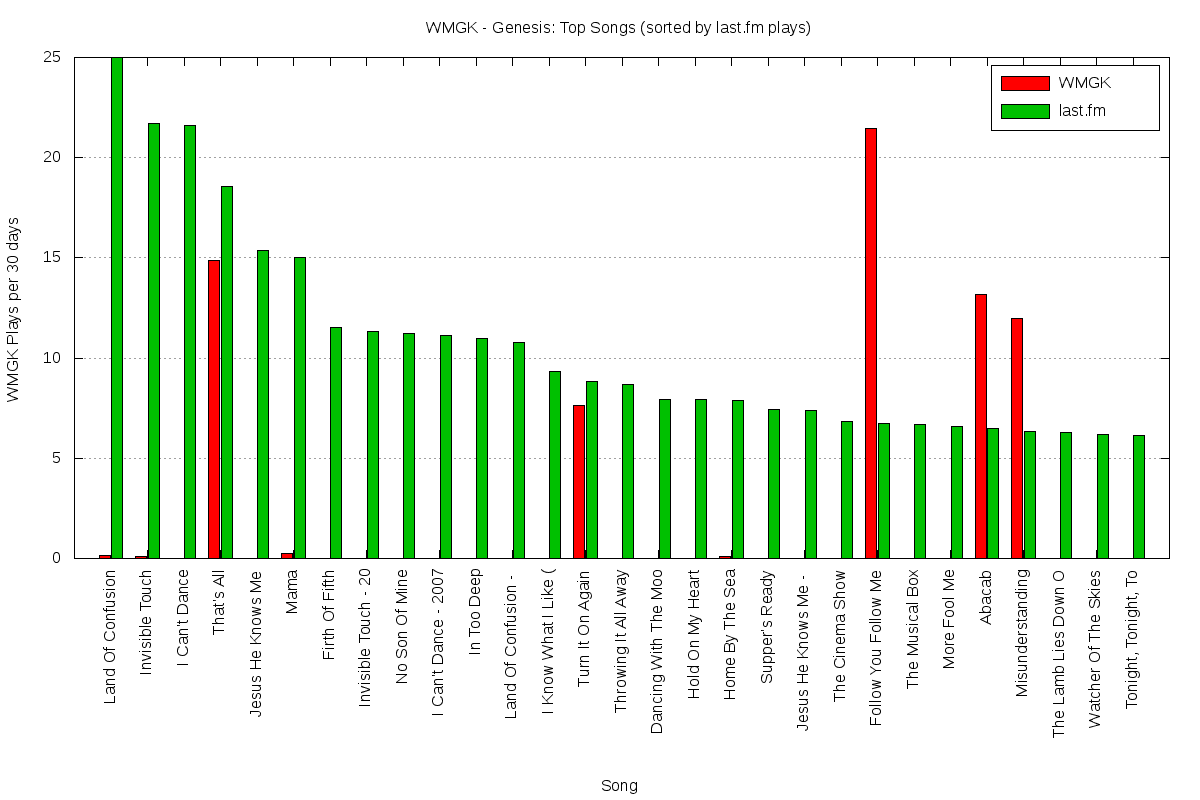 WMGK - Genesis: Top Songs (sorted by last.fm plays)
WMGK
last.fm
WMGK Plays per 30 days
25
20
15
10
5
0
Land Of Confusion
Invisible Touch
I Can't Dance
That's All
Jesus He Knows Me
Mama
Firth Of Fifth
Invisible Touch - 20
No Son Of Mine
I Can't Dance - 2007
In Too Deep
Land Of Confusion -
I Know What I Like (
Turn It On Again
Throwing It All Away
Dancing With The Moo
Hold On My Heart
Home By The Sea
Supper's Ready
Jesus He Knows Me -
The Cinema Show
Follow You Follow Me
The Musical Box
More Fool Me
Abacab
Misunderstanding
The Lamb Lies Down O
Watcher Of The Skies
Tonight, Tonight, To
Song